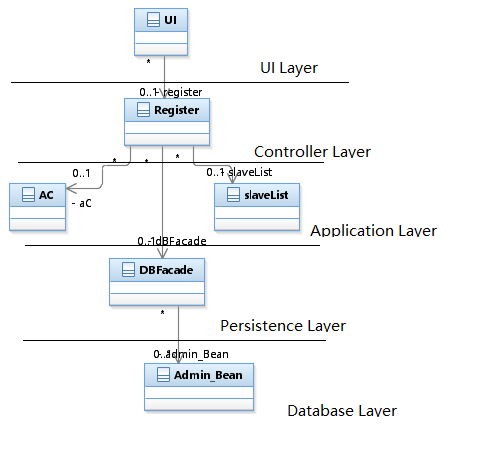 UI
*
UI Layer
0..1 - register
Register
Controller Layer
* * *
0..1 0..1 - slaveList
AC slaveList
- aC
Application Layer
0..1 - dBFacade
DBFacade
*
Persistence Layer
0..1 - admin_Bean
Admin_Bean
Database Layer